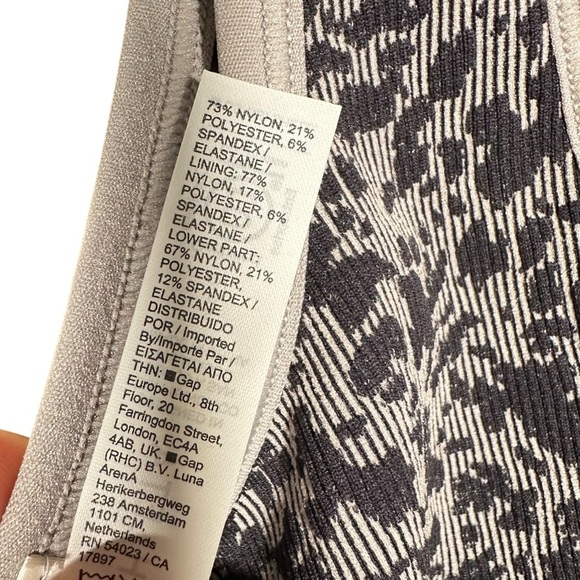 73% NYLON, 21%
POLYESTER, 6%
SPANDEX /
ELASTANE /
LINING: 77%
NYLON, 17%
POLYESTER, 6%
SPANDEX /
ELASTANE /
LOWER PART:
67% NYLON, 21%
POLYESTER,
12% SPANDEX /
ELASTANE
DISTRIBUIDO
POR / Imported
By/Importe Par /
ΕΙΣΑΓΕΤΑΙ ΑΠΟ
THN: ■Gap
Europe Ltd., 8th
Floor, 20
Farringdon Street,
London, EC4A
4AB, UK. ■Gap
(RHC) B.V. Luna
ArenA
Herikerbergweg
238 Amsterdam
1101 CM,
Netherlands
RN 54023 / CA
17897